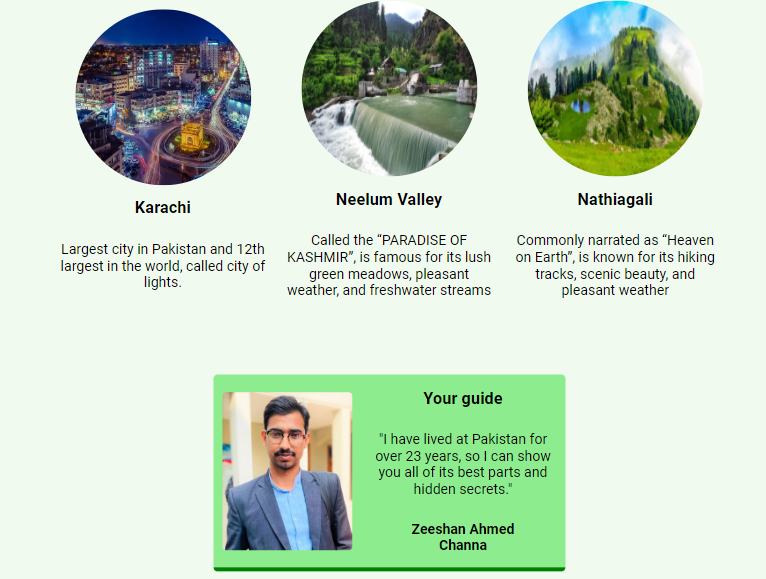 Karachi
Largest city in Pakistan and 12th
largest in the world, called city of
lights.
Neelum Valley
Called the “PARADISE OF
KASHMIR”, is famous for its lush
green meadows, pleasant
weather, and freshwater streams
Nathiagali
Commonly narrated as “Heaven
on Earth”, is known for its hiking
tracks, scenic beauty, and
pleasant weather
Your guide
"I have lived at Pakistan for
over 23 years, so I can show
you all of its best parts and
hidden secrets."
Zeeshan Ahmed
Channa